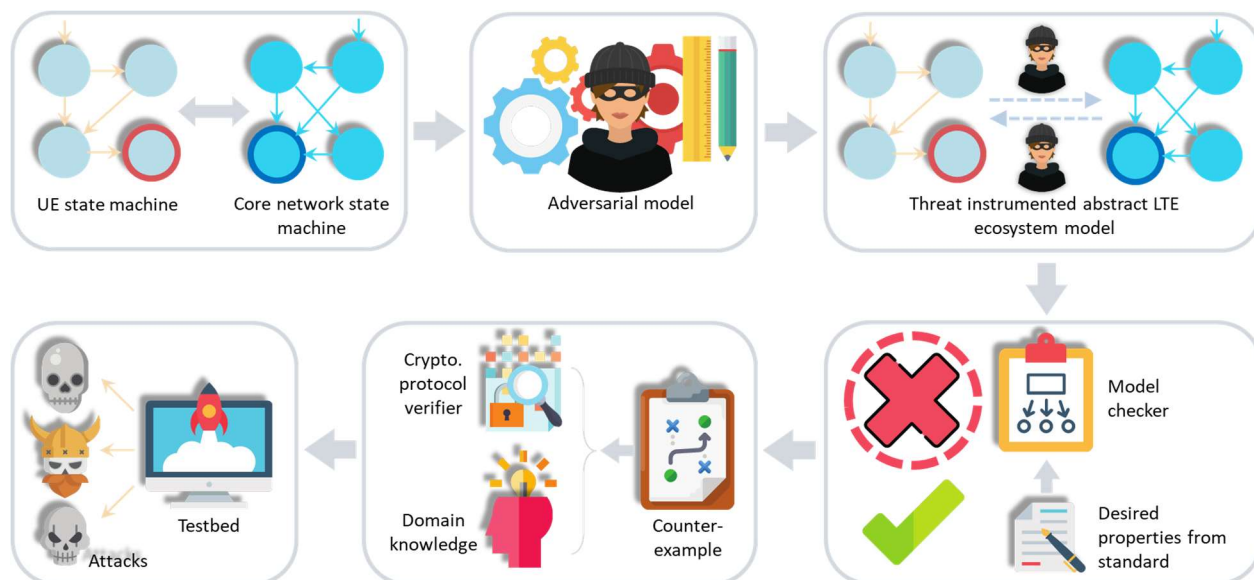 UE state machine
Core network state
machine
Adversarial model
Threat instrumented abstract LTE
ecosystem model
Crypto.
protocol
verifier
Domain
knowledge
Counter-
example
Model
checker
Desired
properties from
standard
Testbed
Attacks